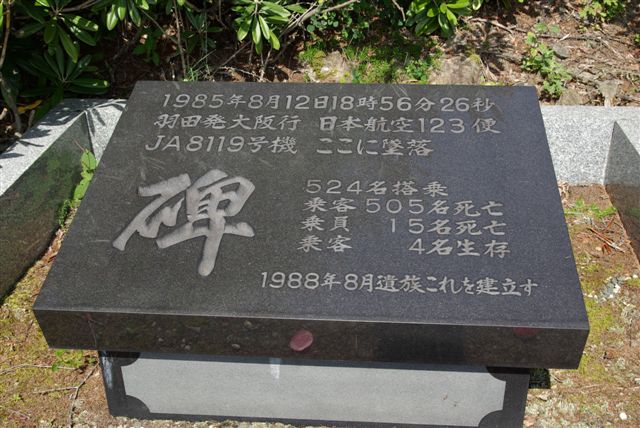 1985年8月12日18時56分26秒
羽田発大阪行 日本航空123便
JA8119号機 ここに墜落
碑
524名搭乗
乗客 505名死亡
乗員 15名死亡
乗客 4名生存
1988年8月遺族これを建立す